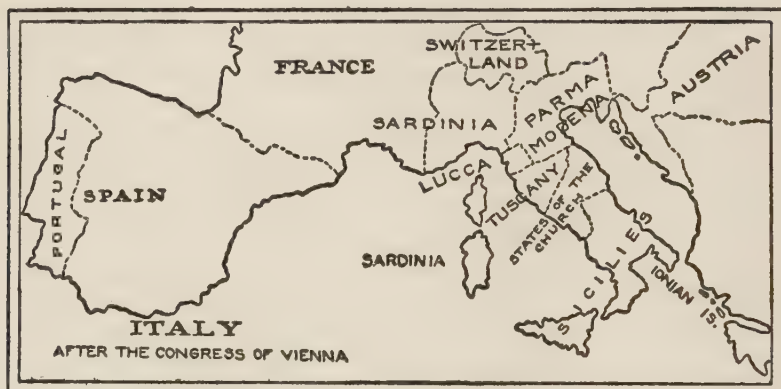 SWITZER-
LAND
FRANCE
AUSTRIA
PARMA
MODENA
SARDINIA
LUCCA
PORTUGAL
SPAIN
TUSCANY
STATES OF THE
CHURCH
SARDINIA
SICILIES
IONIAN IS.
ITALY
AFTER THE CONGRESS OF VIENNA